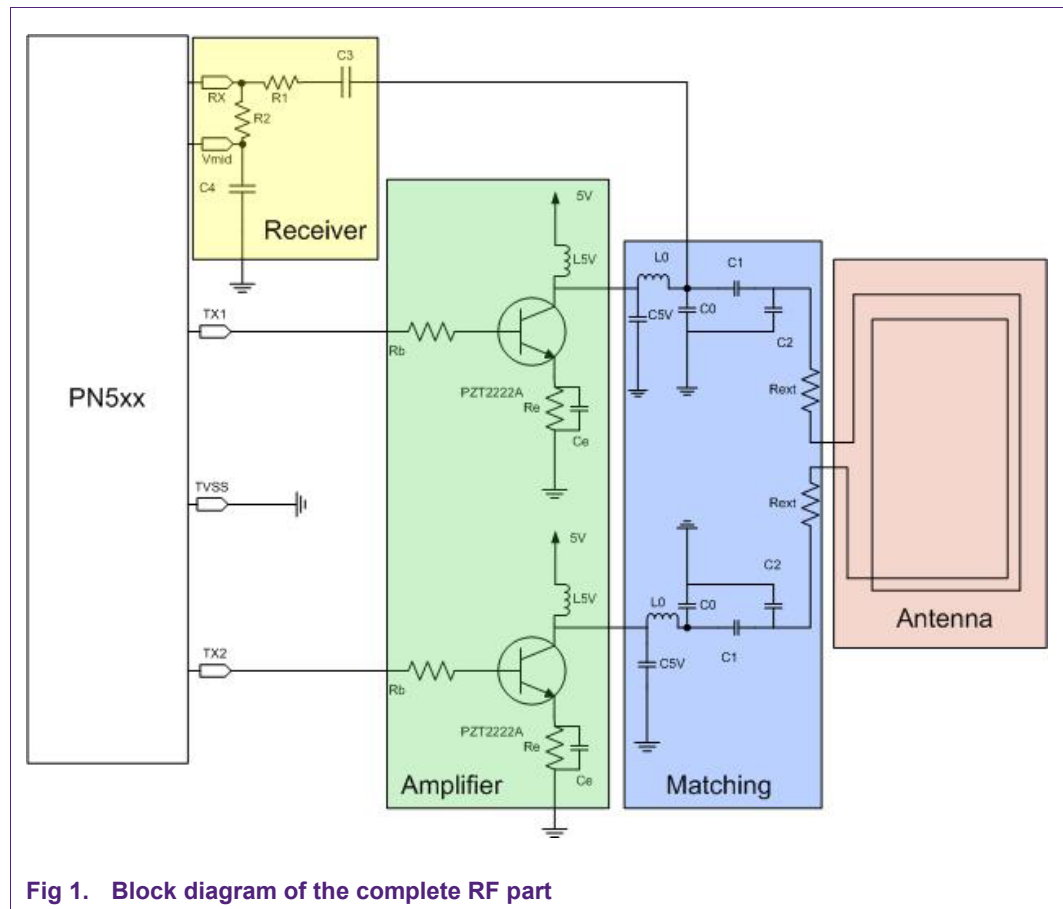 C3
RX
R1
R2
Vmid
C4
Receiver
5V
L5V
L0
C1
TX1
C5V
C0
C2
Rb
PZT2222A
Re
Rext
Ce
PN5xx
TVSS
Rext
5V
C2
L5V
L0
C0
Antenna
TX2
C1
C5V
Rb
PZT2222A
Re
Ce
Amplifier
Matching
Fig 1. Block diagram of the complete RF part